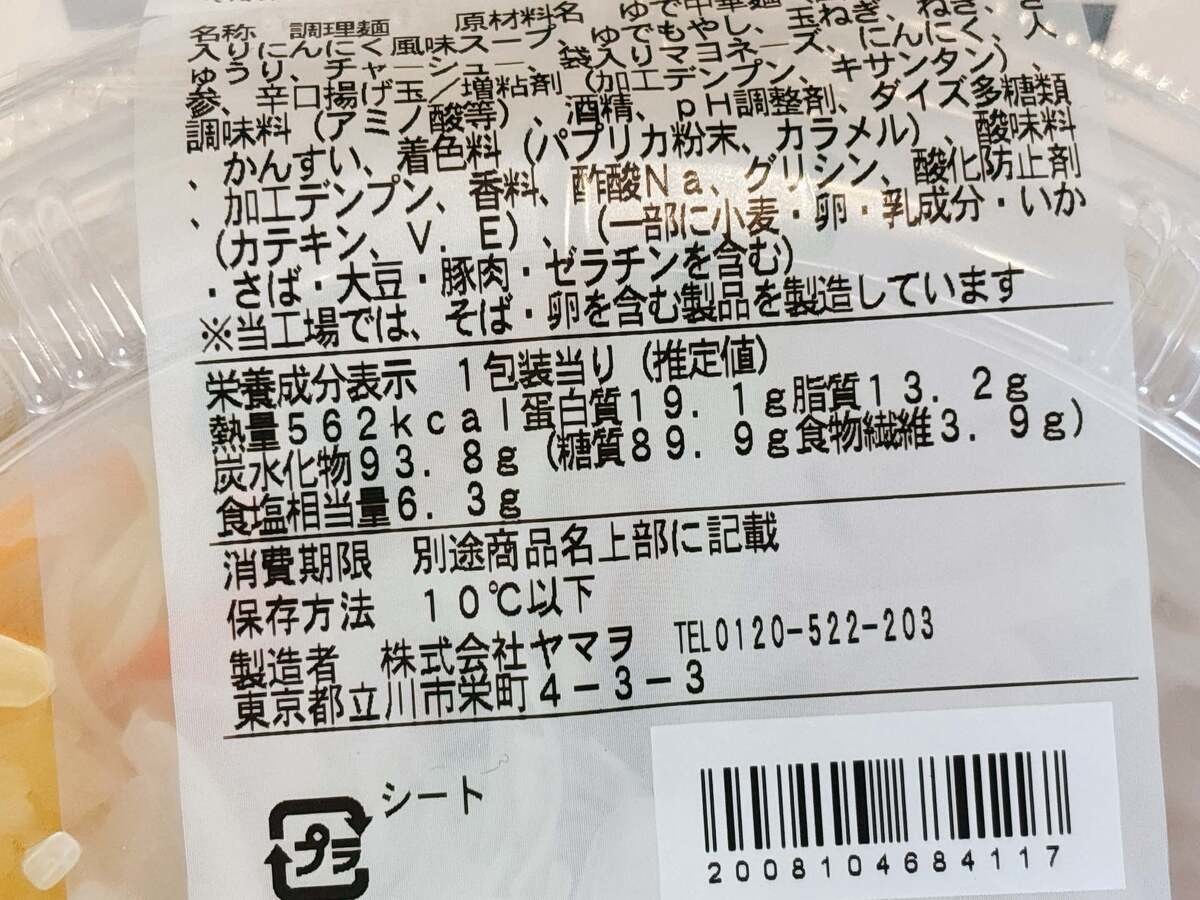 名称 調理麺 原材料名 ゆで中華麺、玉ねぎ、ねぎ、き
入りにんにく風味スープ、ゆでもやし、
ゅうり、チャーシュー、袋入りマヨネーズ、にんにく、人
参、辛口揚げ玉／増粘剤（加工デンプン、キサンタン）、
調味料（アミノ酸等）、酒精、ｐＨ調整剤、ダイズ多糖類
、かんすい、着色料（パプリカ粉末、カラメル）、酸味料
、加工デンプン、香料、酢酸Ｎａ、グリシン、酸化防止剤
（カテキン、Ｖ．Ｅ）、（一部に小麦・卵・乳成分・いか
・さば・大豆・豚肉・ゼラチンを含む）
※当工場では、そば・卵を含む製品を製造しています
栄養成分表示 １包装当り（推定値）
熱量５６２ｋｃａｌ蛋白質１９．１ｇ脂質１３．２ｇ
炭水化物９３．８ｇ（糖質８９．９ｇ食物繊維３．９ｇ）
食塩相当量６．３ｇ
消費期限 別途商品名上部に記載
保存方法 １０℃以下
製造者 株式会社ヤマヲ TEL0120-522-203
東京都立川市栄町４－３－３
シート
プラ
2008104684117